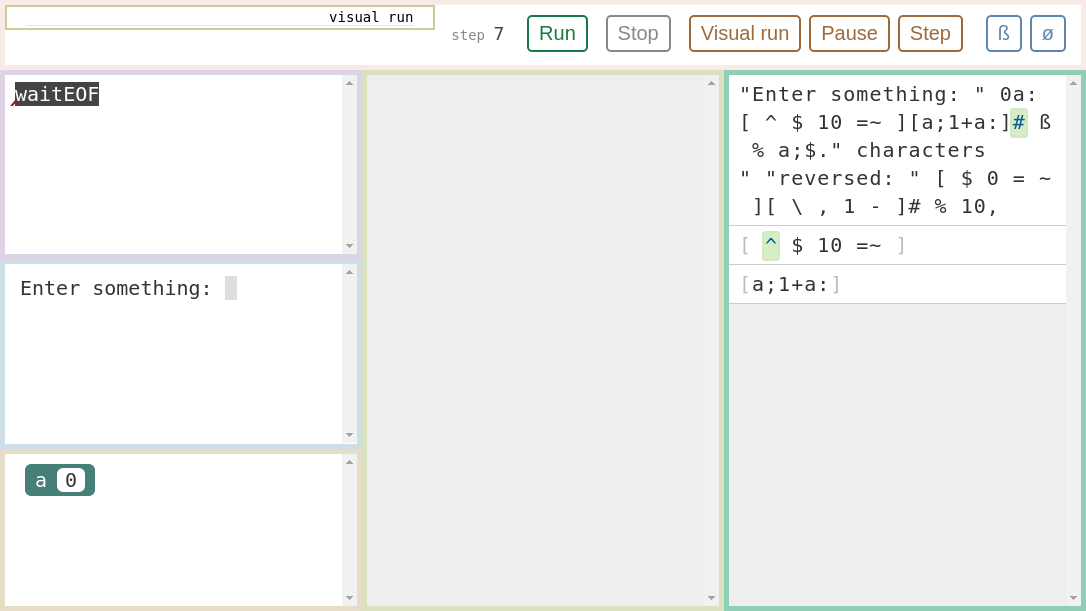 visual run
step 7
Run
Stop
Visual run
Pause
Step
ß
ø
waitEOF
Enter something:
a 0
"Enter something: " 0a:
[ ^ $ 10 =~ ][a;1+a:]# ß
% a;$." characters
" "reversed: " [ $ 0 = ~
][ \ , 1 - ]# % 10,
[ ^ $ 10 =~ ]
[a;1+a:]